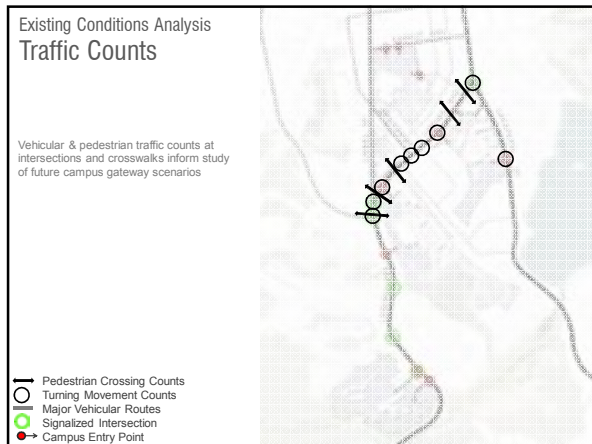 Existing Conditions Analysis
Traffic Counts
Vehicular & pedestrian traffic counts at
intersections and crosswalks inform study
of future campus gateway scenarios
Pedestrian Crossing Counts
Turning Movement Counts
Major Vehicular Routes
Signalized Intersection
Campus Entry Point